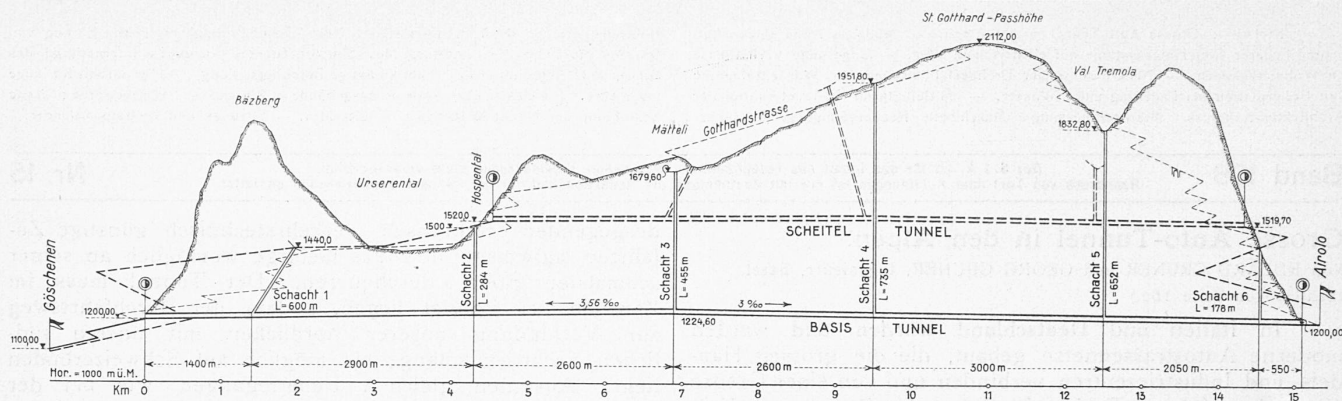 St. Gotthard - Passhöhe
2112,00
Val Tremola
1951,80
Bäzberg
Mätteli
Gotthardstrasse
1832,80
Urserental
Hospental
1679,60
Göschenen
1440,0
1520,0
1500
SCHEITEL TUNNEL
1519,70
Airolo
Schacht 1
L=600 m
Schacht 2
L=284 m
Schacht 3
L=455 m
Schacht 4
L=735 m
Schacht 5
L=652 m
Schacht 6
L=178 m
3,56 ‰
3 ‰
1200,00
1100,00
1224,60
BASIS TUNNEL
1200,00
1400 m
2900 m
2600 m
2600 m
3000 m
2050 m
550
Hor. = 1000 m ü.M.
Km 0 1 2 3 4 5 6 7 8 9 10 11 12 13 14 15